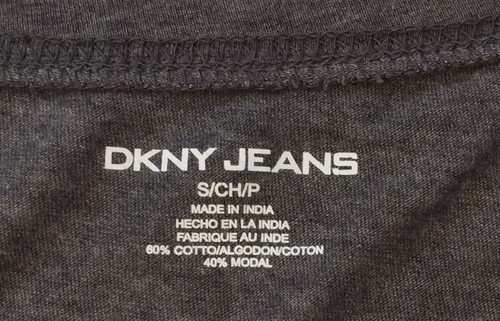 DKNY JEANS
S/CH/P
MADE IN INDIA
HECHO EN LA INDIA
FABRIQUE AU INDE
60% COTTO/ALGODON/COTON
40% MODAL